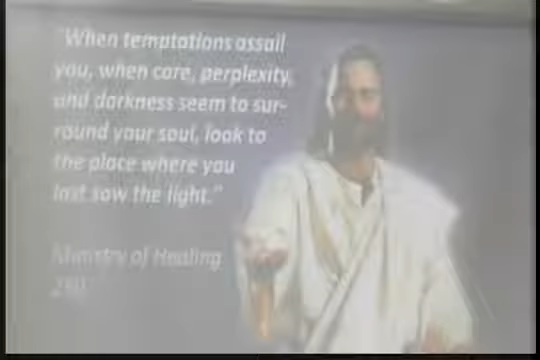 "When temptations assail
you, when care, perplexity,
and darkness seem to sur-
round your soul, look to
the place where you
last saw the light."
Ministry of Healing
250